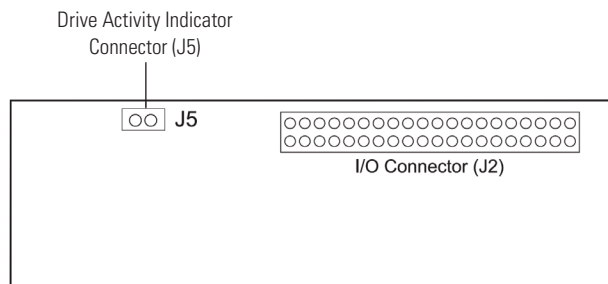 Drive Activity Indicator
Connector (J5)
J5
I/O Connector (J2)